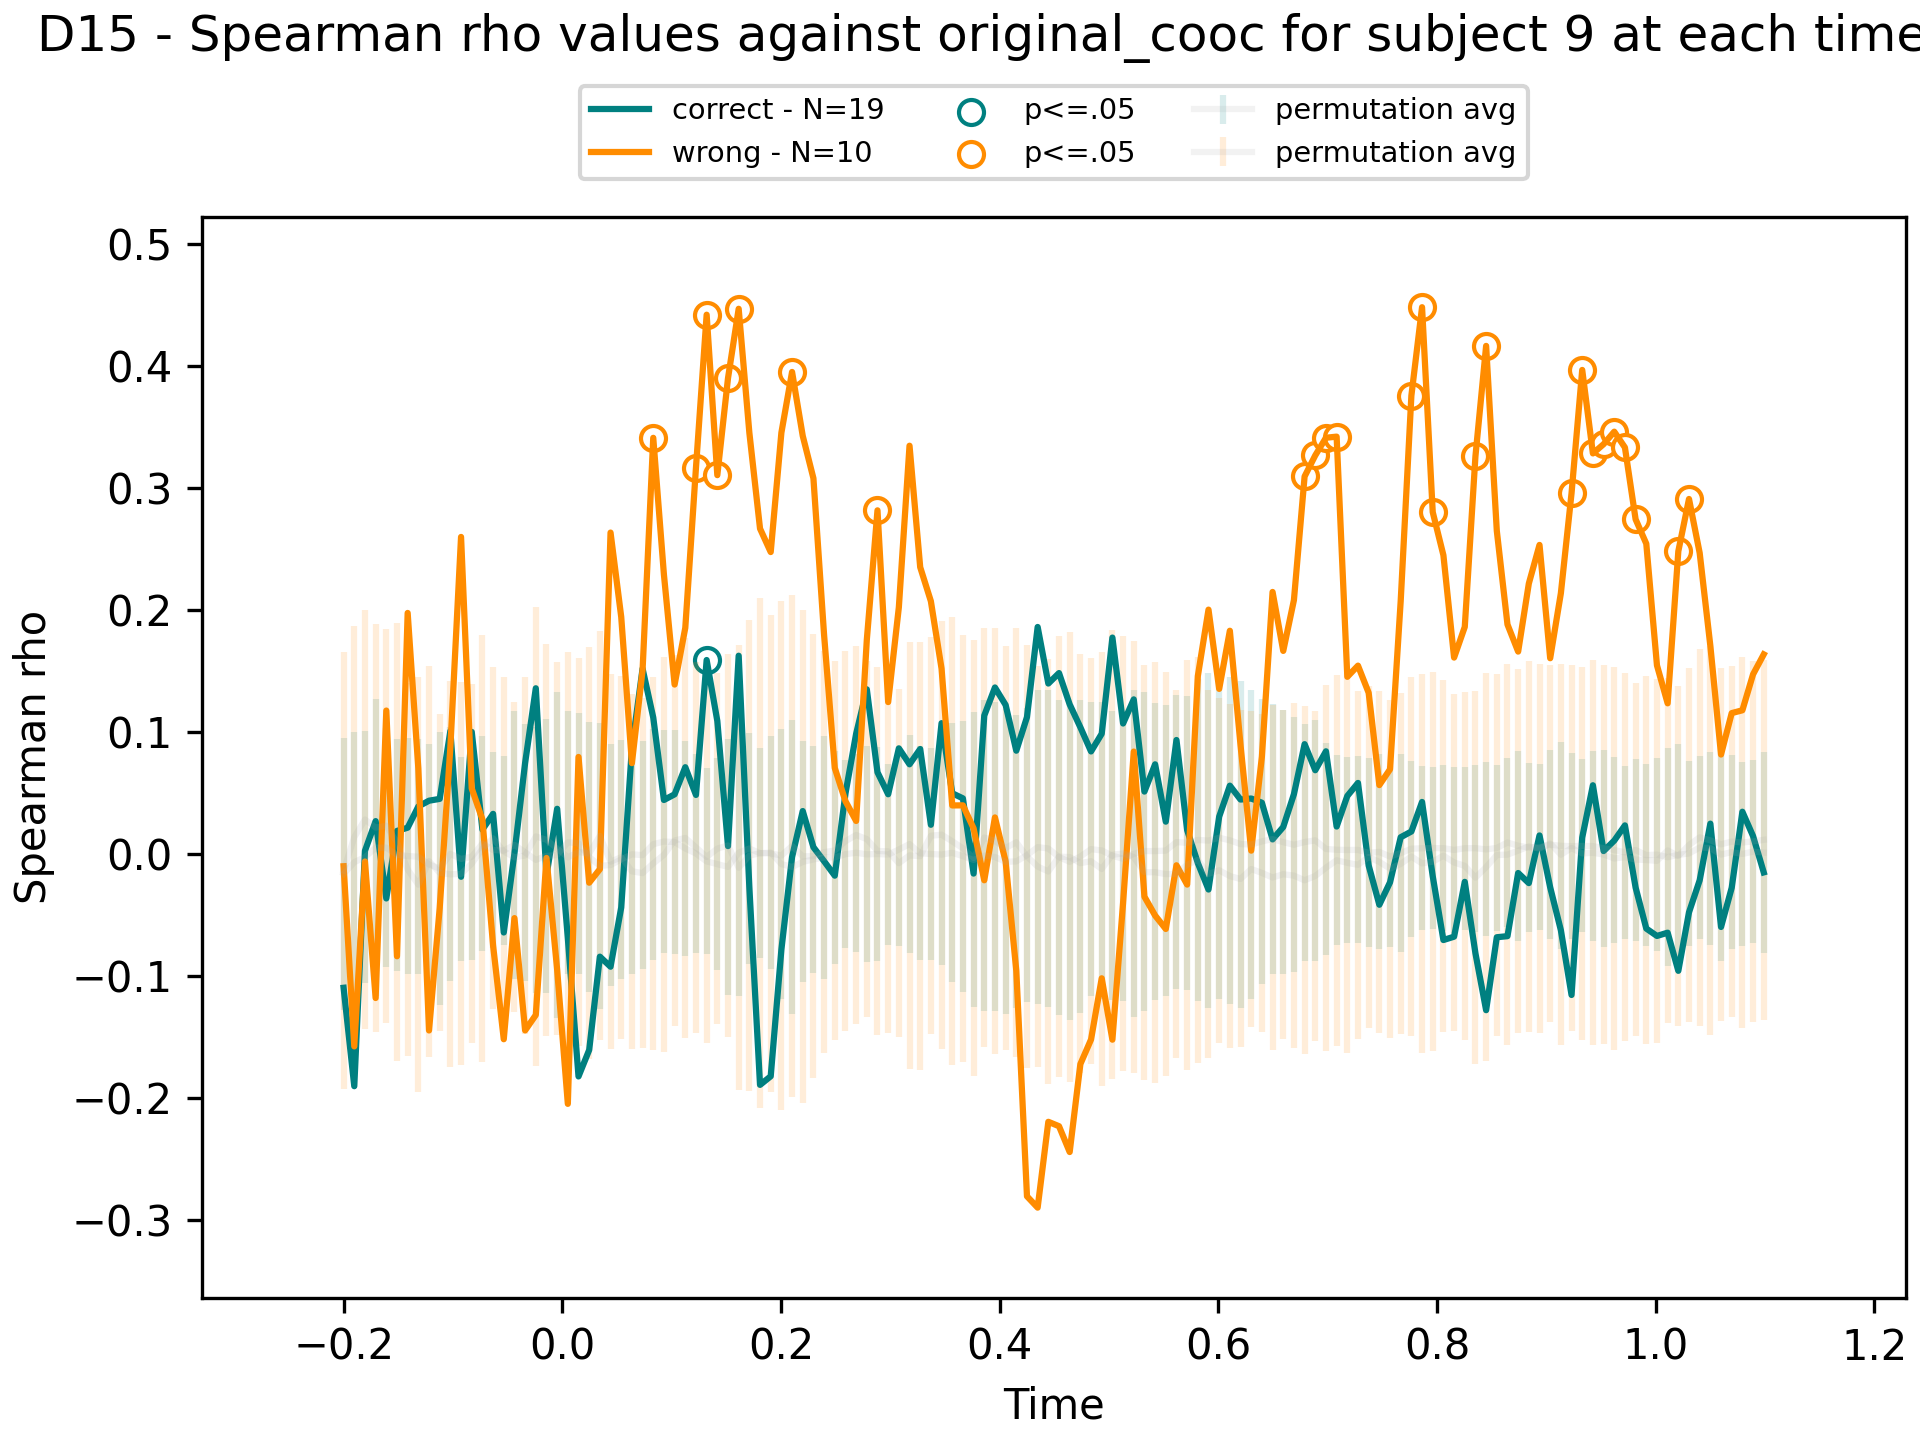 D15 - Spearman rho values against original_cooc for subject 9 at each time
correct - N=19
wrong - N=10
p<=.05
p<=.05
permutation avg
permutation avg
Spearman rho
0.5
0.4
0.3
0.2
0.1
0.0
−0.1
−0.2
−0.3
−0.2 0.0 0.2 0.4 0.6 0.8 1.0 1.2
Time